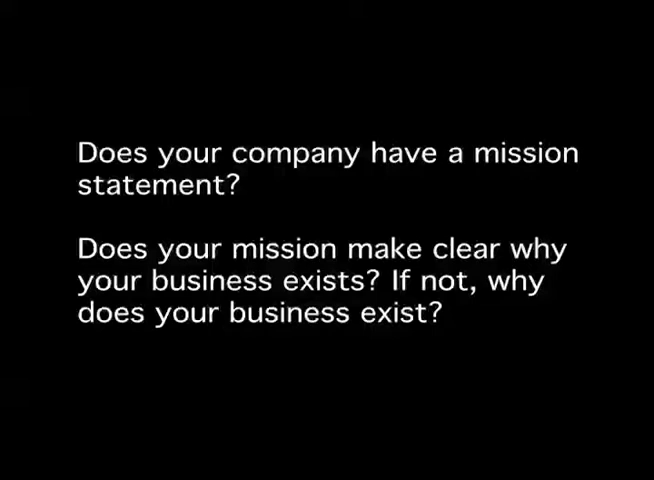 Does your company have a mission
statement?
Does your mission make clear why
your business exists? If not, why
does your business exist?